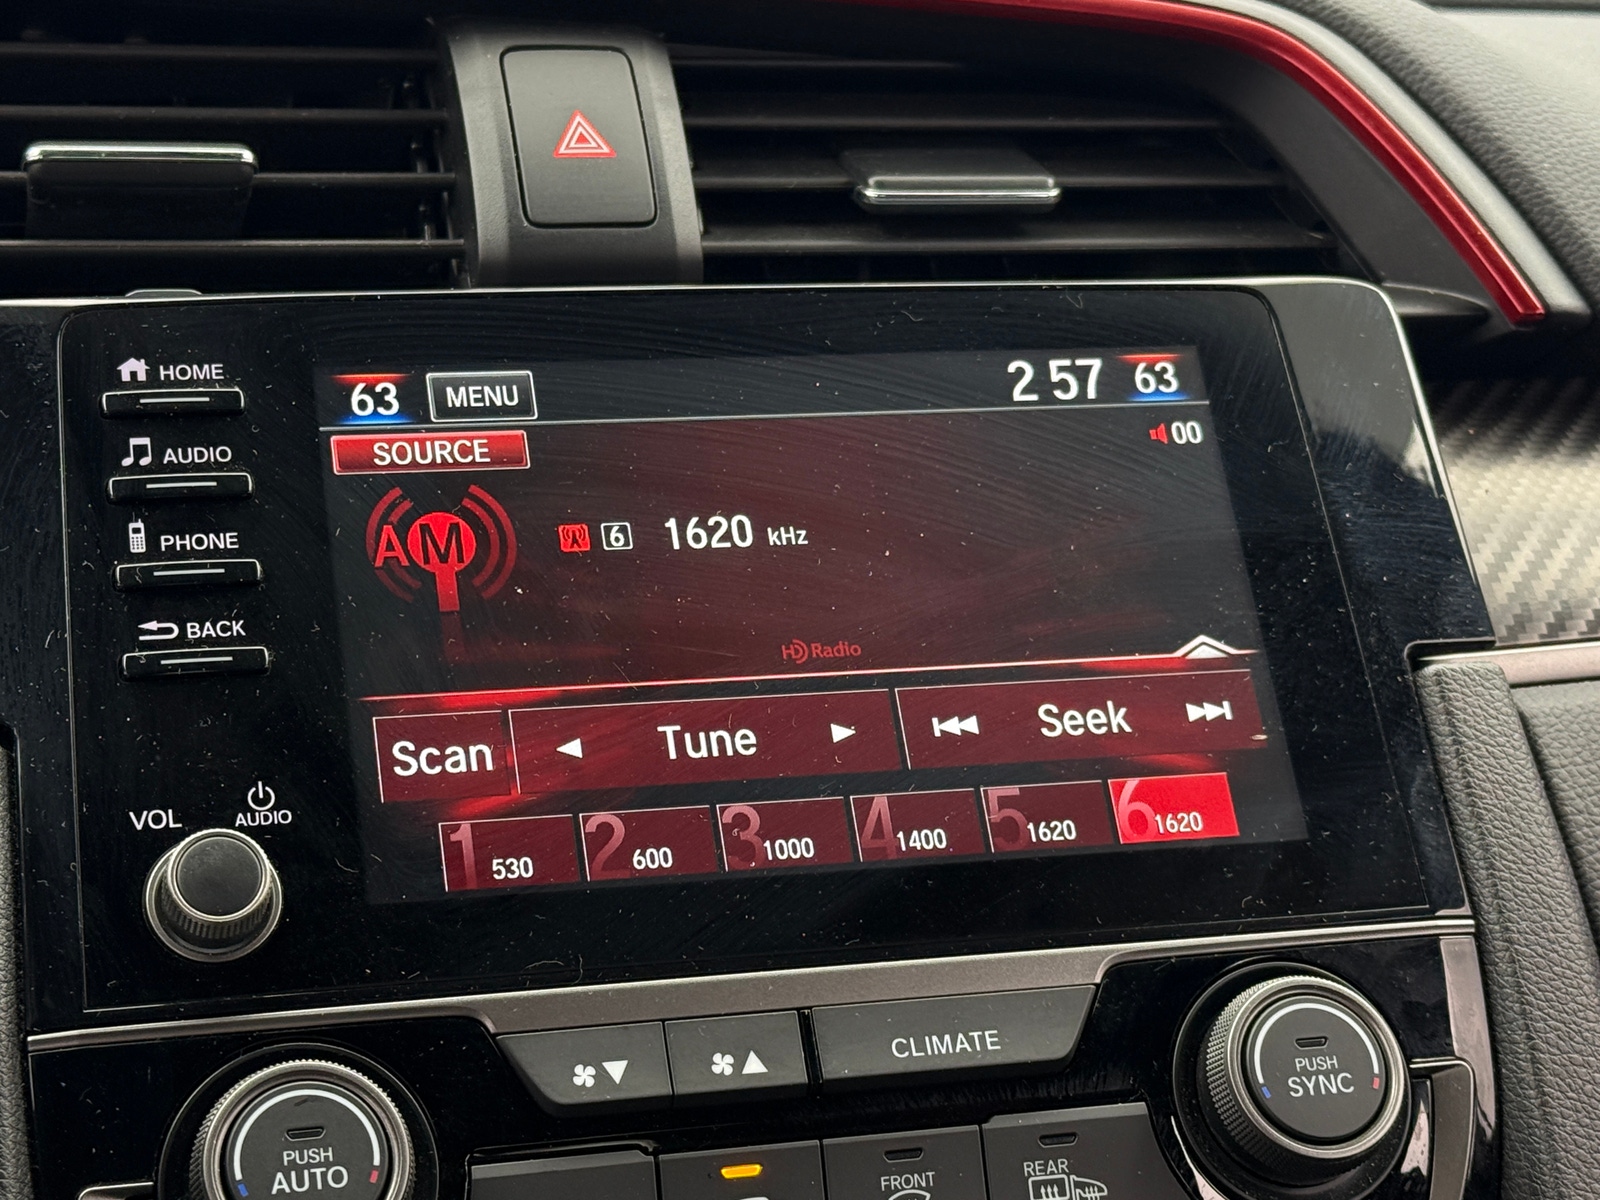 HOME
AUDIO
PHONE
BACK
VOL
AUDIO
63 MENU 2 57 63
SOURCE 00
AM 6 1620 kHz
HD Radio
Scan Tune Seek
1 530 2 600 3 1000 4 1400 5 1620 6 1620
CLIMATE
PUSH
AUTO
PUSH
SYNC
FRONT
REAR